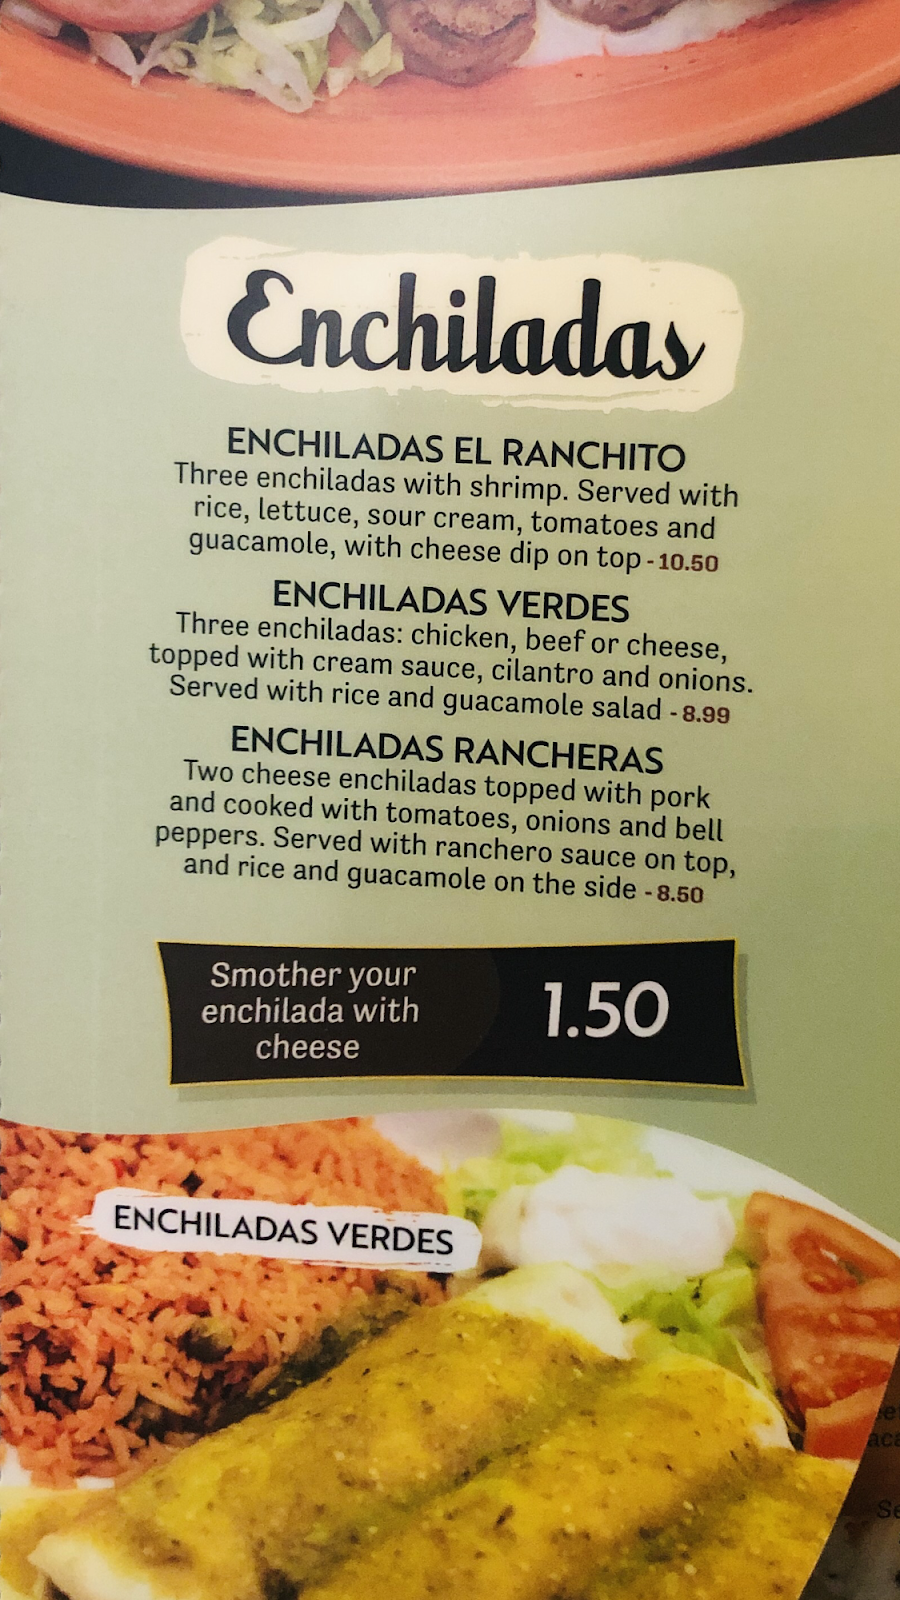 Enchiladas
ENCHILADAS EL RANCHITO
Three enchiladas with shrimp. Served with
rice, lettuce, sour cream, tomatoes and
guacamole, with cheese dip on top - 10.50
ENCHILADAS VERDES
Three enchiladas: chicken, beef or cheese,
topped with cream sauce, cilantro and onions.
Served with rice and guacamole salad - 8.99
ENCHILADAS RANCHERAS
Two cheese enchiladas topped with pork
and cooked with tomatoes, onions and bell
peppers. Served with ranchero sauce on top,
and rice and guacamole on the side - 8.50
Smother your
enchilada with
cheese
1.50
ENCHILADAS VERDES